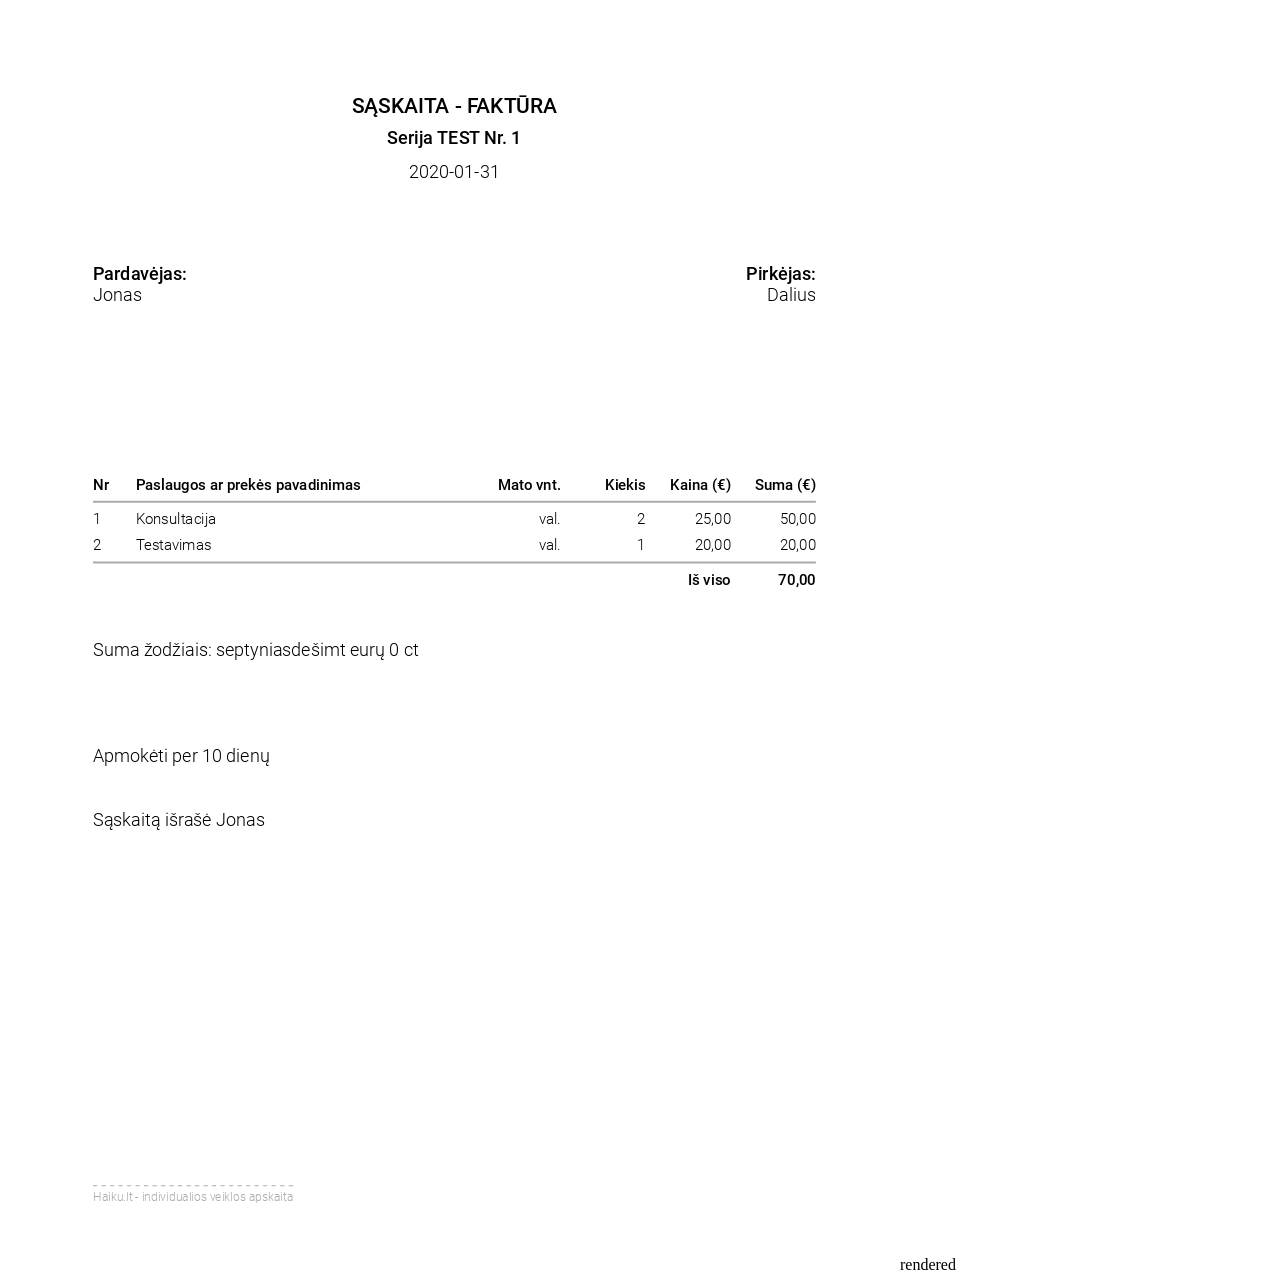 SĄSKAITA - FAKTŪRA
Serija TEST Nr. 1
2020-01-31
Pardavėjas: Pirkėjas:
Jonas Dalius
Nr Paslaugos ar prekės pavadinimas Mato vnt. Kiekis Kaina (€) Suma (€)
1 Konsultacija val. 2 25,00 50,00
2 Testavimas val. 1 20,00 20,00
Iš viso 70,00
Suma žodžiais: septyniasdešimt eurų 0 ct
Apmokėti per 10 dienų
Sąskaitą išrašė Jonas
Haiku.lt - individualios veiklos apskaita
rendered